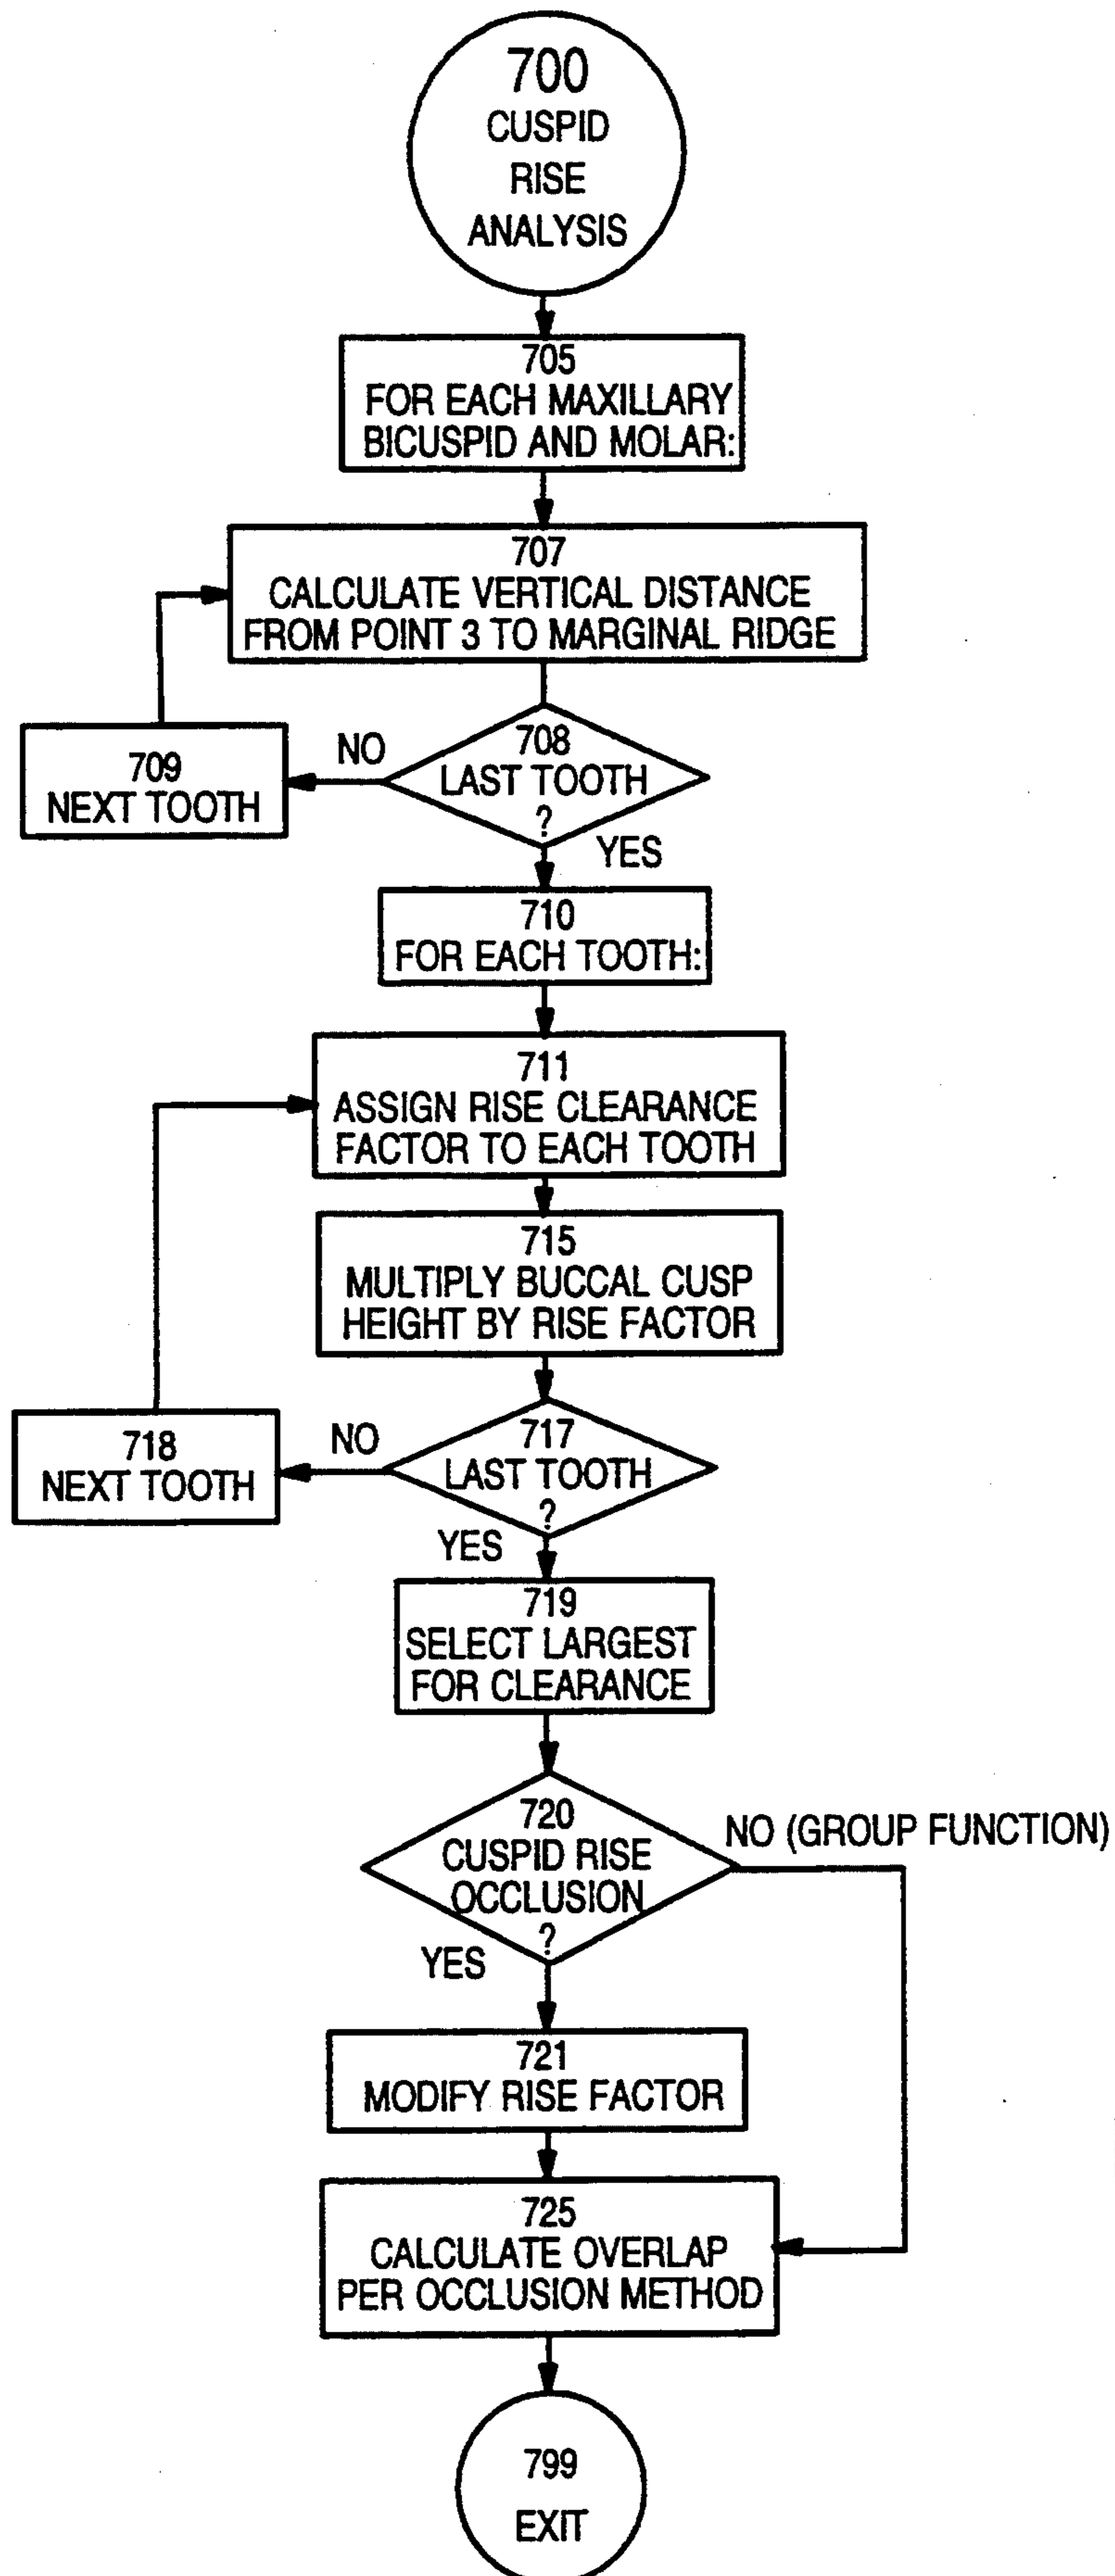 700
CUSPID
RISE
ANALYSIS
705
FOR EACH MAXILLARY
BICUSPID AND MOLAR:
707
CALCULATE VERTICAL DISTANCE
FROM POINT 3 TO MARGINAL RIDGE
708
LAST TOOTH
?
NO
709
NEXT TOOTH
YES
710
FOR EACH TOOTH:
711
ASSIGN RISE CLEARANCE
FACTOR TO EACH TOOTH
715
MULTIPLY BUCCAL CUSP
HEIGHT BY RISE FACTOR
717
LAST TOOTH
?
NO
718
NEXT TOOTH
YES
719
SELECT LARGEST
FOR CLEARANCE
720
CUSPID RISE
OCCLUSION
?
NO (GROUP FUNCTION)
YES
721
MODIFY RISE FACTOR
725
CALCULATE OVERLAP
PER OCCLUSION METHOD
799
EXIT